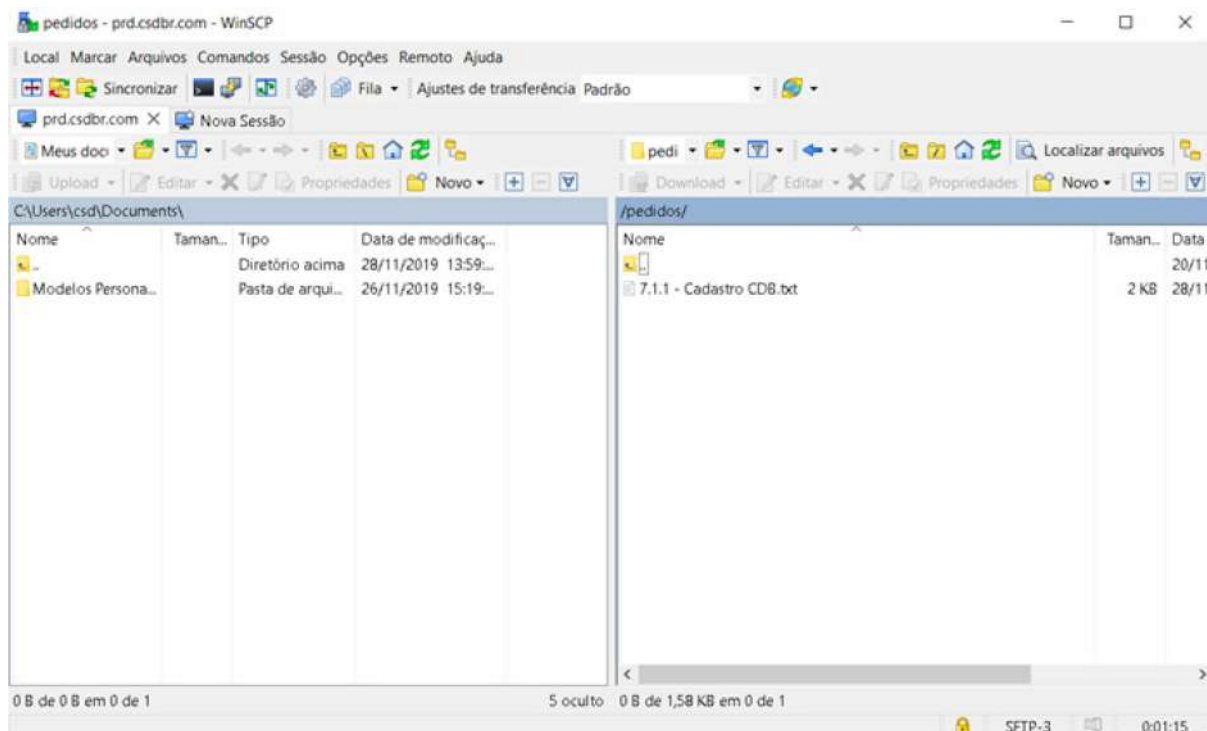 pedidos - prd.csdbr.com - WinSCP
Local Marcar Arquivos Comandos Sessão Opções Remoto Ajuda
Sincronizar Fila Ajustes de transferência Padrão
prd.csdbr.com Nova Sessão
Meus doc pedi Localizar arquivos
Upload Editar Propriedades Novo Download Editar Propriedades Novo
C:\Users\csd\Documents\ /pedidos/
Nome Taman... Tipo Data de modificaç... Nome Taman... Data
.. Diretório acima 28/11/2019 13:59:... .. 20/11
Modelos Persona... Pasta de arqui... 26/11/2019 15:19:... 7.1.1 - Cadastro CDB.txt 2 KB 28/11
0 B de 0 B em 0 de 1 5 oculto 0 B de 1,58 KB em 0 de 1
SFTP-3 0:01:15